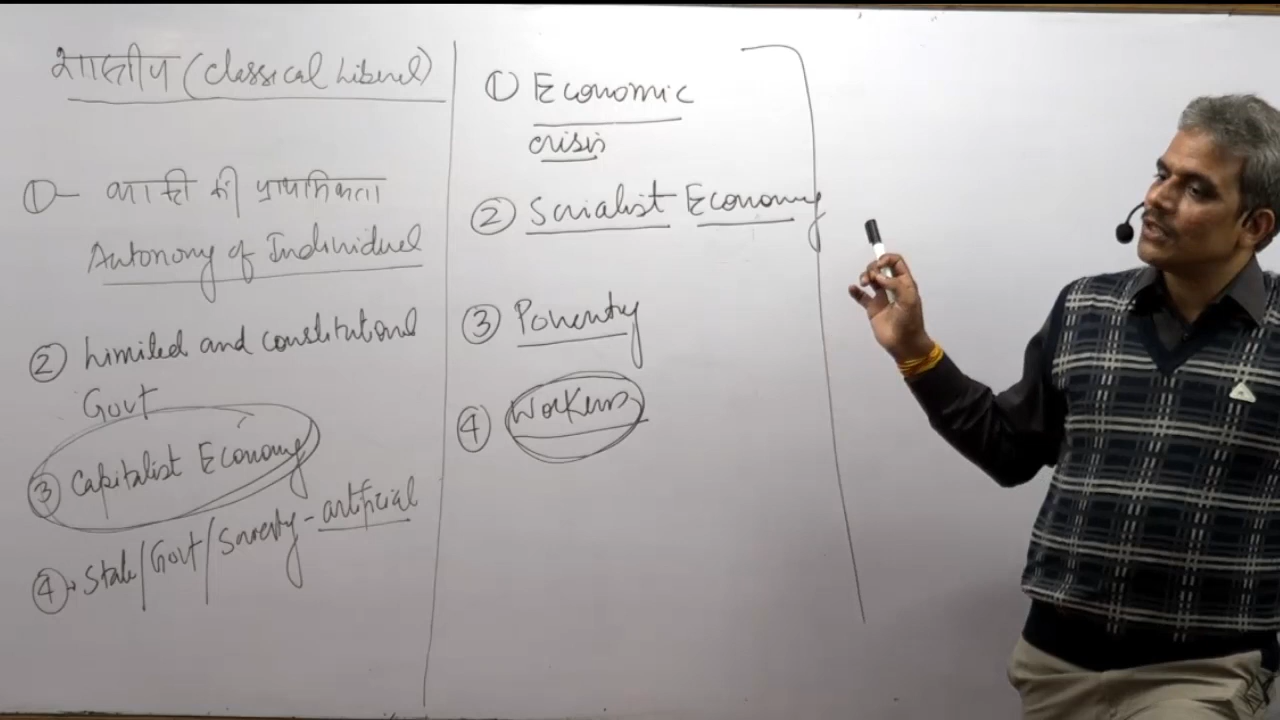 शास्त्रीय (Classical Liberal)
①- व्यक्ति की प्राथमिकता
Autonomy of Individual
② Limited and constitutional
Govt
③ Capitalist Economy
④ State/Govt/Society - artificial
① Economic
crisis
② Socialist Economy
③ Poverty
④ Workers